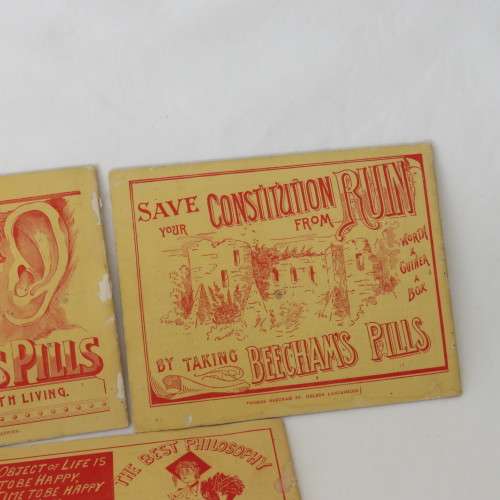 SAVE YOUR CONSTITUTION FROM RUIN
WORTH
A
GUINEA
A
BOX
BY TAKING BEECHAM'S PILLS
S PILLS
TH LIVING.
THE BEST PHILOSOPHY
OBJECT OF LIFE IS
TO BE HAPPY.
TIME TO BE HAPPY